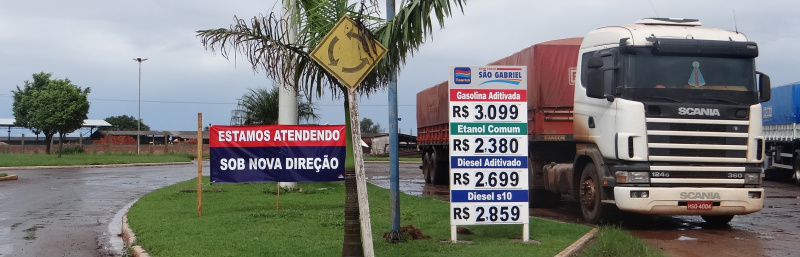 ESTAMOS ATENDENDO
SOB NOVA DIREÇÃO
SÃO GABRIEL
Gasolina Aditivada
R$ 3.099
Etanol Comum
R$ 2.380
Diesel Aditivado
R$ 2.699
Diesel s10
R$ 2.859
SCANIA
124G
360
SCANIA